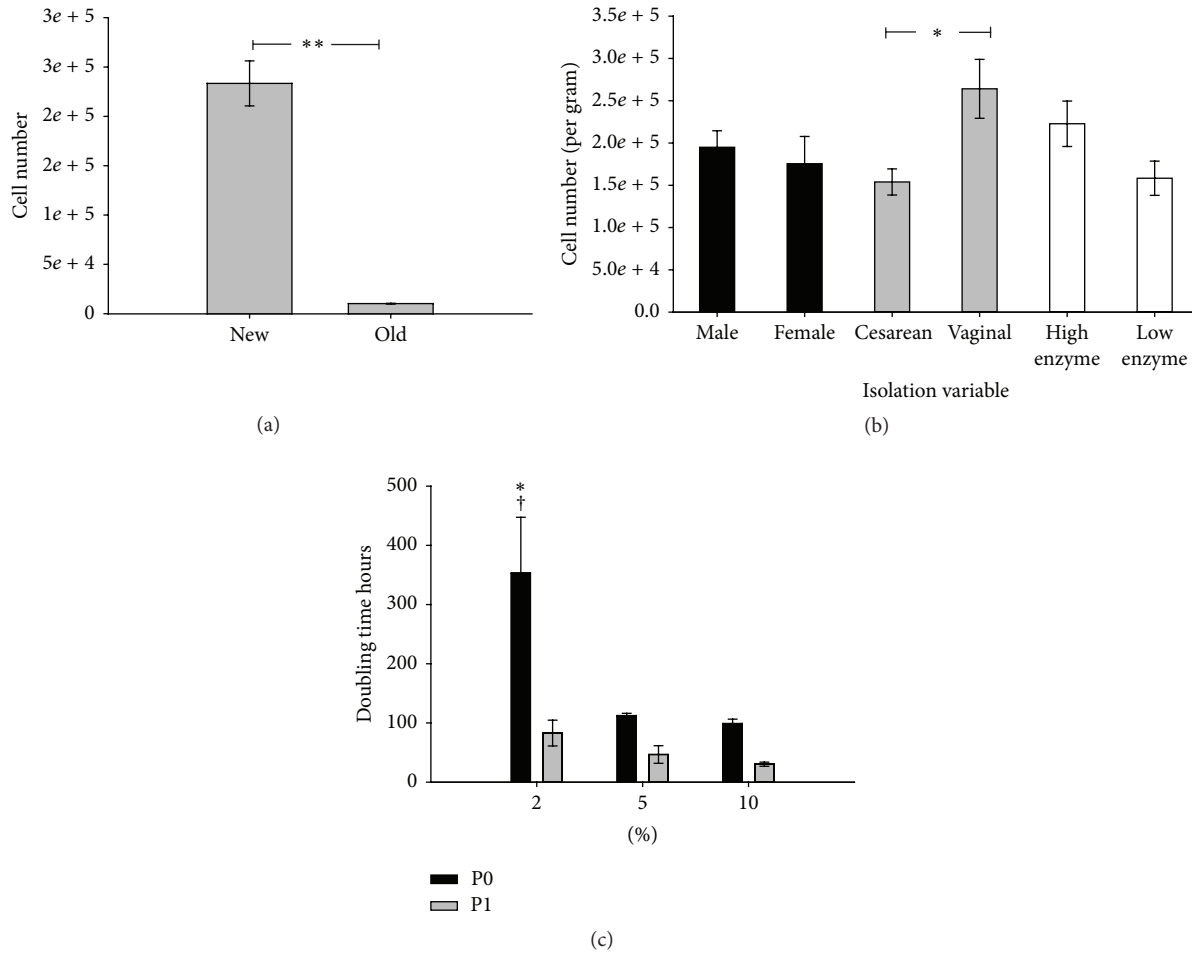 3e + 5
3e + 5
2e + 5
2e + 5
1e + 5
5e + 4
0
Cell number
**
New Old
(a)
3.5e + 5
3.0e + 5
2.5e + 5
2.0e + 5
1.5e + 5
1.0e + 5
5.0e + 4
0.0
Cell number (per gram)
*
Male Female Cesarean Vaginal High enzyme Low enzyme
Isolation variable
(b)
500
400
300
200
100
0
Doubling time hours
*
†
2 5 10
(%)
P0
P1
(c)